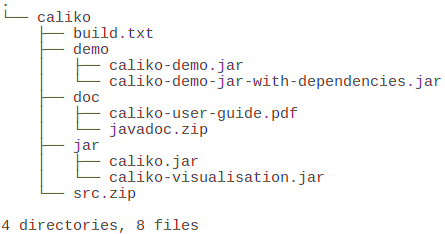 .
└── caliko
    ├── build.txt
    ├── demo
    │   ├── caliko-demo.jar
    │   └── caliko-demo-jar-with-dependencies.jar
    ├── doc
    │   ├── caliko-user-guide.pdf
    │   └── javadoc.zip
    ├── jar
    │   ├── caliko.jar
    │   └── caliko-visualisation.jar
    └── src.zip

4 directories, 8 files